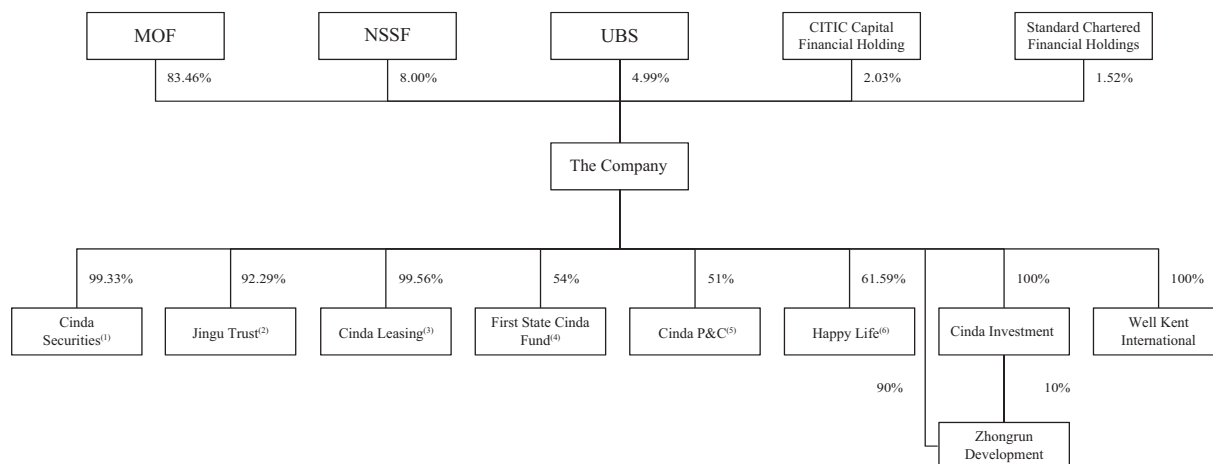 MOF
NSSF
UBS
CITIC Capital
Financial Holding
Standard Chartered
Financial Holdings
83.46%
8.00%
4.99%
2.03%
1.52%
The Company
99.33%
92.29%
99.56%
54%
51%
61.59%
100%
100%
Cinda
Securities(1)
Jingu Trust(2)
Cinda Leasing(3)
First State Cinda
Fund(4)
Cinda P&C(5)
Happy Life(6)
Cinda Investment
Well Kent
International
90%
10%
Zhongrun
Development